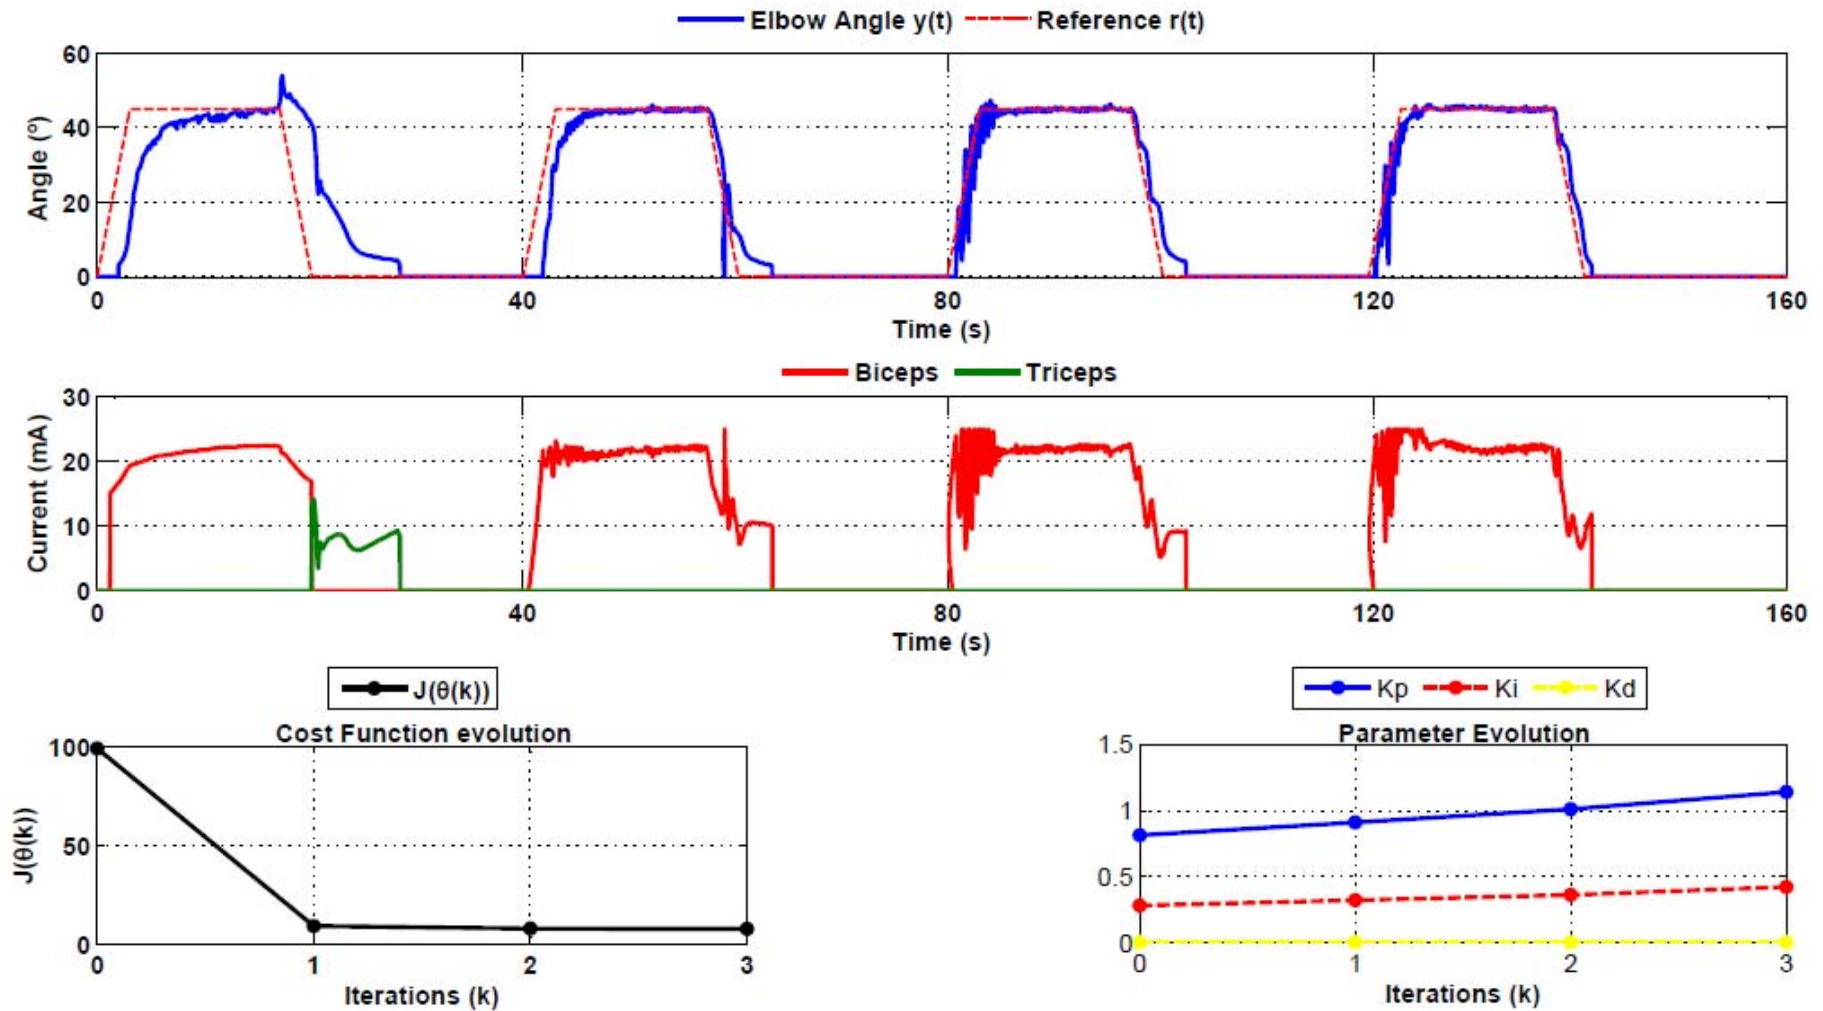 Elbow Angle y(t) Reference r(t)
60
40
20
0
Angle (º)
0 40 80 120 160
Time (s)
Biceps Triceps
30
20
10
0
Current (mA)
0 40 80 120 160
Time (s)
J(θ(k))
Cost Function evolution
100
50
0
J(θ(k))
0 1 2 3
Iterations (k)
Kp Ki Kd
Parameter Evolution
1.5
1
0.5
0
0 1 2 3
Iterations (k)